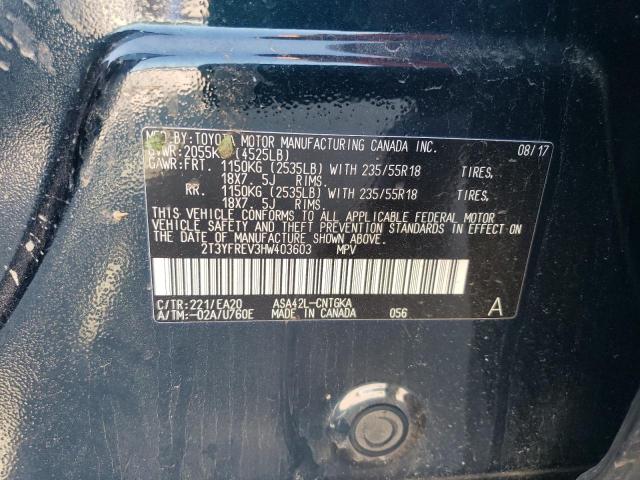 MFD.BY:TOYOTA MOTOR MANUFACTURING CANADA INC. 08/17
GVWR:2055KG (4525LB)
GAWR:FRT. 1150KG (2535LB) WITH 235/55R18 TIRES,
18X7.5J RIMS.
RR. 1150KG (2535LB) WITH 235/55R18 TIRES,
18X7.5J RIMS.
THIS VEHICLE CONFORMS TO ALL APPLICABLE FEDERAL MOTOR
VEHICLE SAFETY, BUMPER, AND THEFT PREVENTION STANDARDS IN EFFECT
ON THE DATE OF MANUFACTURE SHOWN ABOVE.
2T3YFREV3HW403603 MPV
C/TR:221/EA20 ASA42L-CNTGKA
A/TM:-02A/U760E MADE IN CANADA 056 A